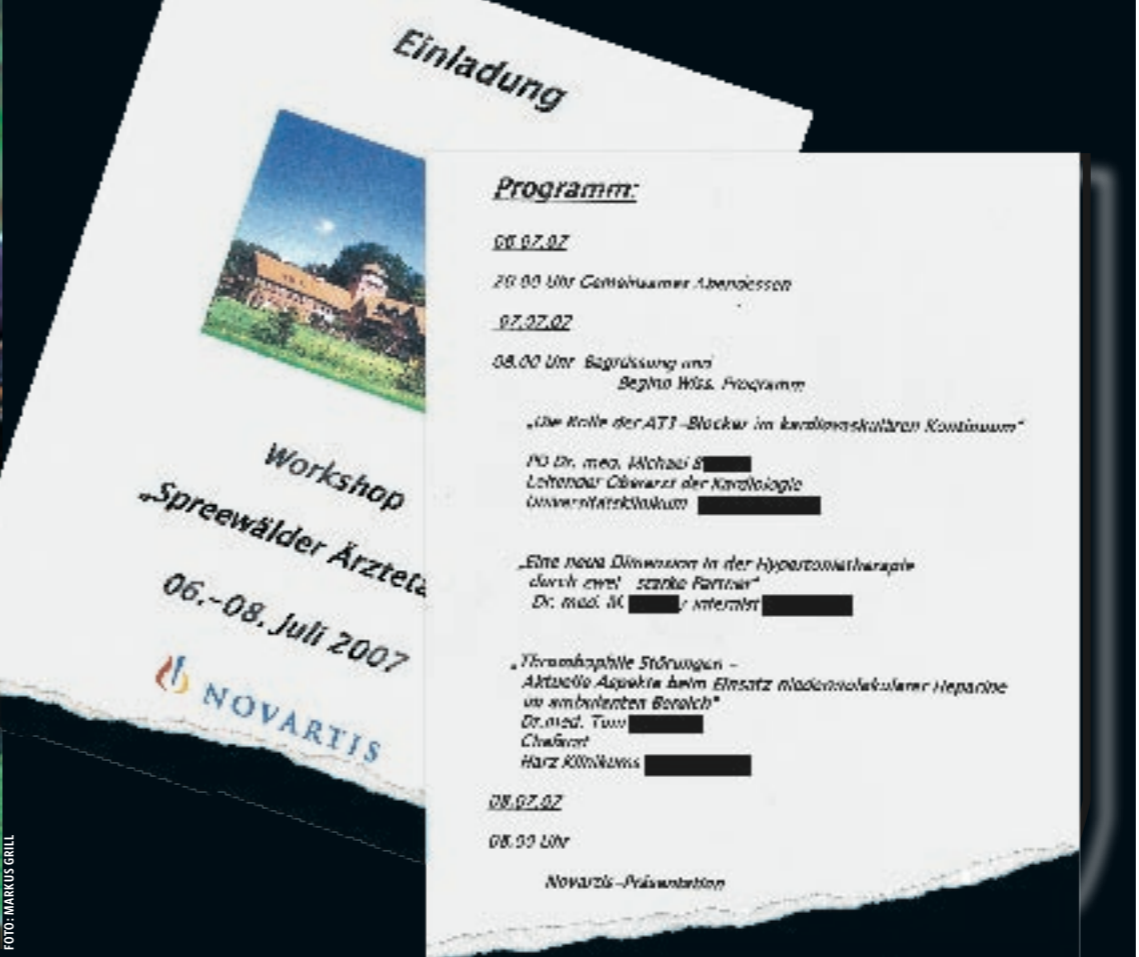 Einladung
Workshop
„Spreewälder Ärzteta
06.-08. Juli 2007
NOVARTIS
Programm:
06.07.07
20.00 Uhr Gemeinsames Abendessen
07.07.07
08.00 Uhr Begrüssung und
Beginn Wiss. Programm
„Die Rolle der AT1-Blocker im kardiovaskulären Kontinuum"
PD Dr. med. Michael B
Leitender Oberarzt der Kardiologie
Universitätsklinikum
„Eine neue Dimension in der Hypertonietherapie
durch zwei starke Partner"
Dr. med. M. / Internist
„Thrombophile Störungen –
Aktuelle Aspekte beim Einsatz niedermolekularer Heparine
im ambulanten Bereich"
Dr.med. Tom
Chefarzt
Harz Klinikums
08.07.07
08.00 Uhr
Novartis-Präsentation
FOTO: MARKUS GRILL